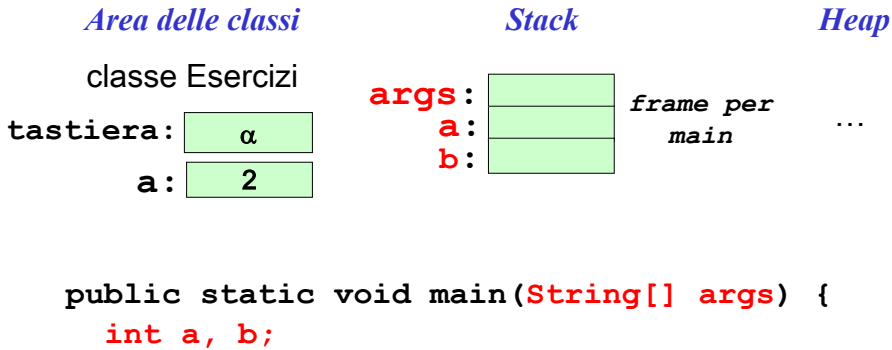 Area delle classi
Stack
Heap
classe Esercizi
tastiera: α
a: 2
args:
a:
b:
frame per
main
...
public static void main(String[] args) {
int a, b;